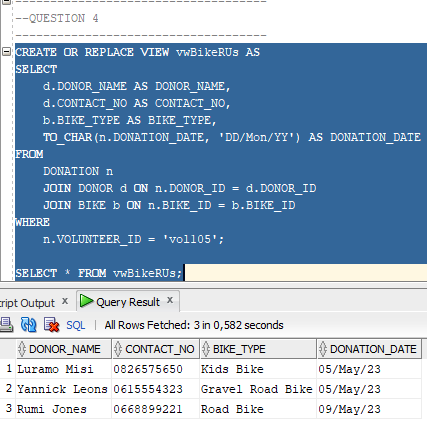 --QUESTION 4
CREATE OR REPLACE VIEW vwBikeRUs AS
SELECT
d.DONOR_NAME AS DONOR_NAME,
d.CONTACT_NO AS CONTACT_NO,
b.BIKE_TYPE AS BIKE_TYPE,
TO_CHAR(n.DONATION_DATE, 'DD/Mon/YY') AS DONATION_DATE
FROM
DONATION n
JOIN DONOR d ON n.DONOR_ID = d.DONOR_ID
JOIN BIKE b ON n.BIKE_ID = b.BIKE_ID
WHERE
n.VOLUNTEER_ID = 'vol105';
SELECT * FROM vwBikeRUs;
ript Output x Query Result x
SQL | All Rows Fetched: 3 in 0,582 seconds
DONOR_NAME CONTACT_NO BIKE_TYPE DONATION_DATE
1 Luramo Misi 0826575650 Kids Bike 05/May/23
2 Yannick Leons 0615554323 Gravel Road Bike 05/May/23
3 Rumi Jones 0668899221 Road Bike 09/May/23